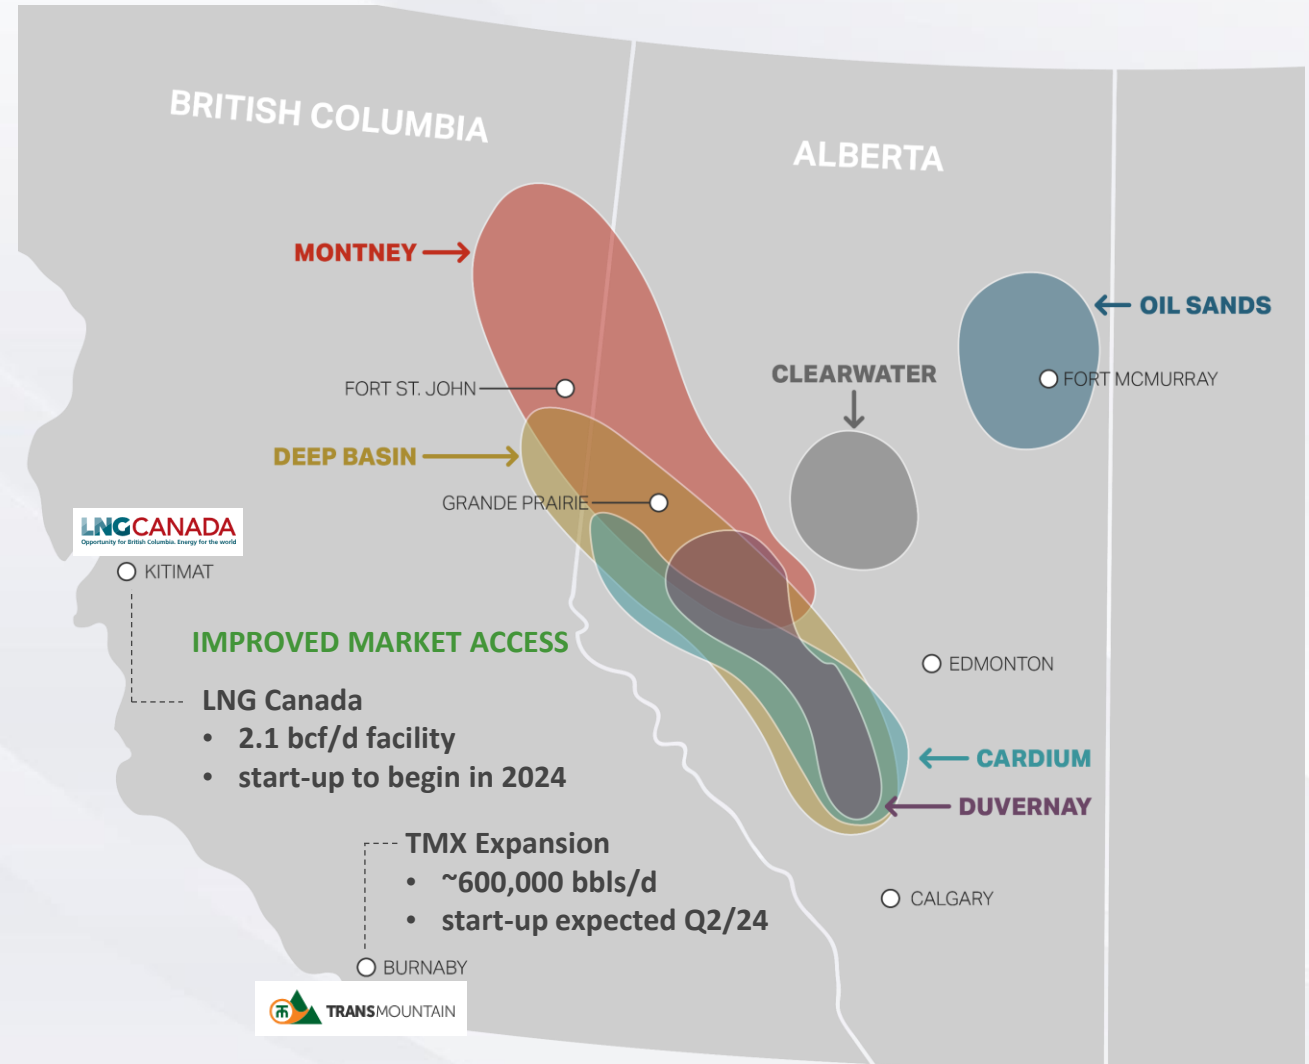 BRITISH COLUMBIA
ALBERTA
MONTNEY
OIL SANDS
CLEARWATER
FORT ST. JOHN
FORT MCMURRAY
DEEP BASIN
GRANDE PRAIRIE
LNGCANADA
Opportunity for British Columbia. Energy for the world
KITIMAT
IMPROVED MARKET ACCESS
EDMONTON
LNG Canada
• 2.1 bcf/d facility
• start-up to begin in 2024
CARDIUM
DUVERNAY
TMX Expansion
• ~600,000 bbls/d
• start-up expected Q2/24
CALGARY
BURNABY
TRANSMOUNTAIN